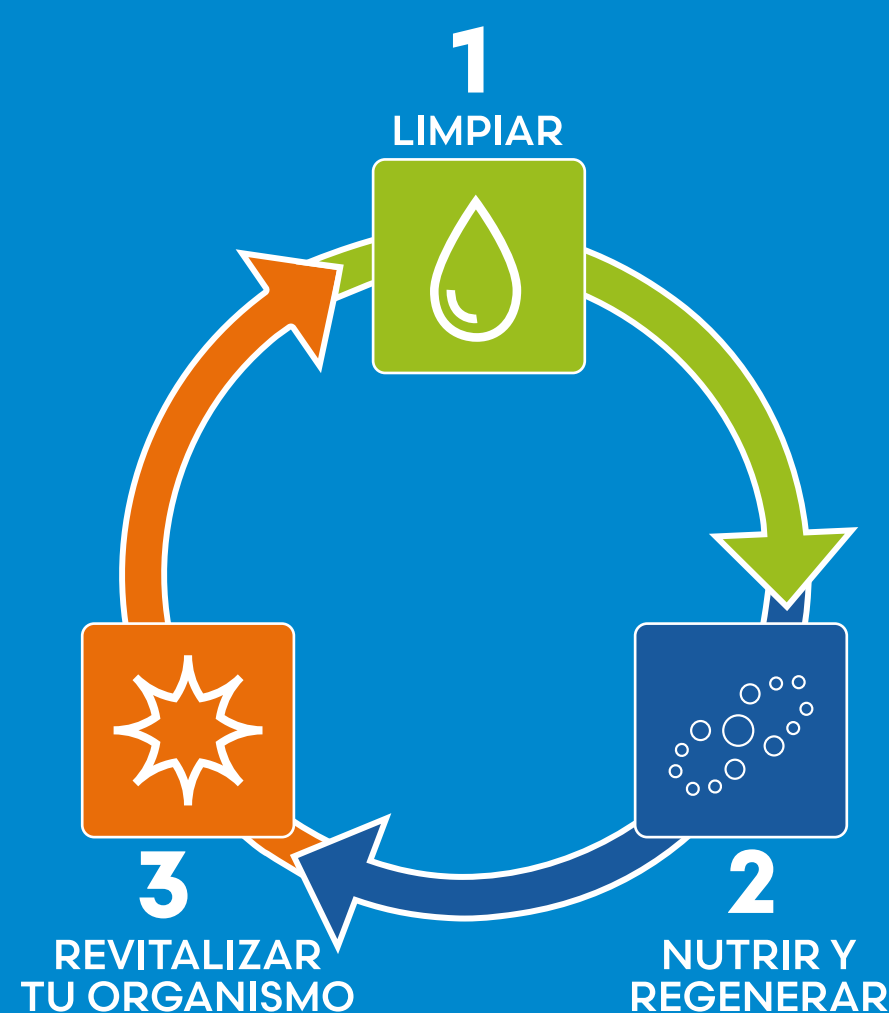 1
LIMPIAR
2
NUTRIR Y
REGENERAR
3
REVITALIZAR
TU ORGANISMO